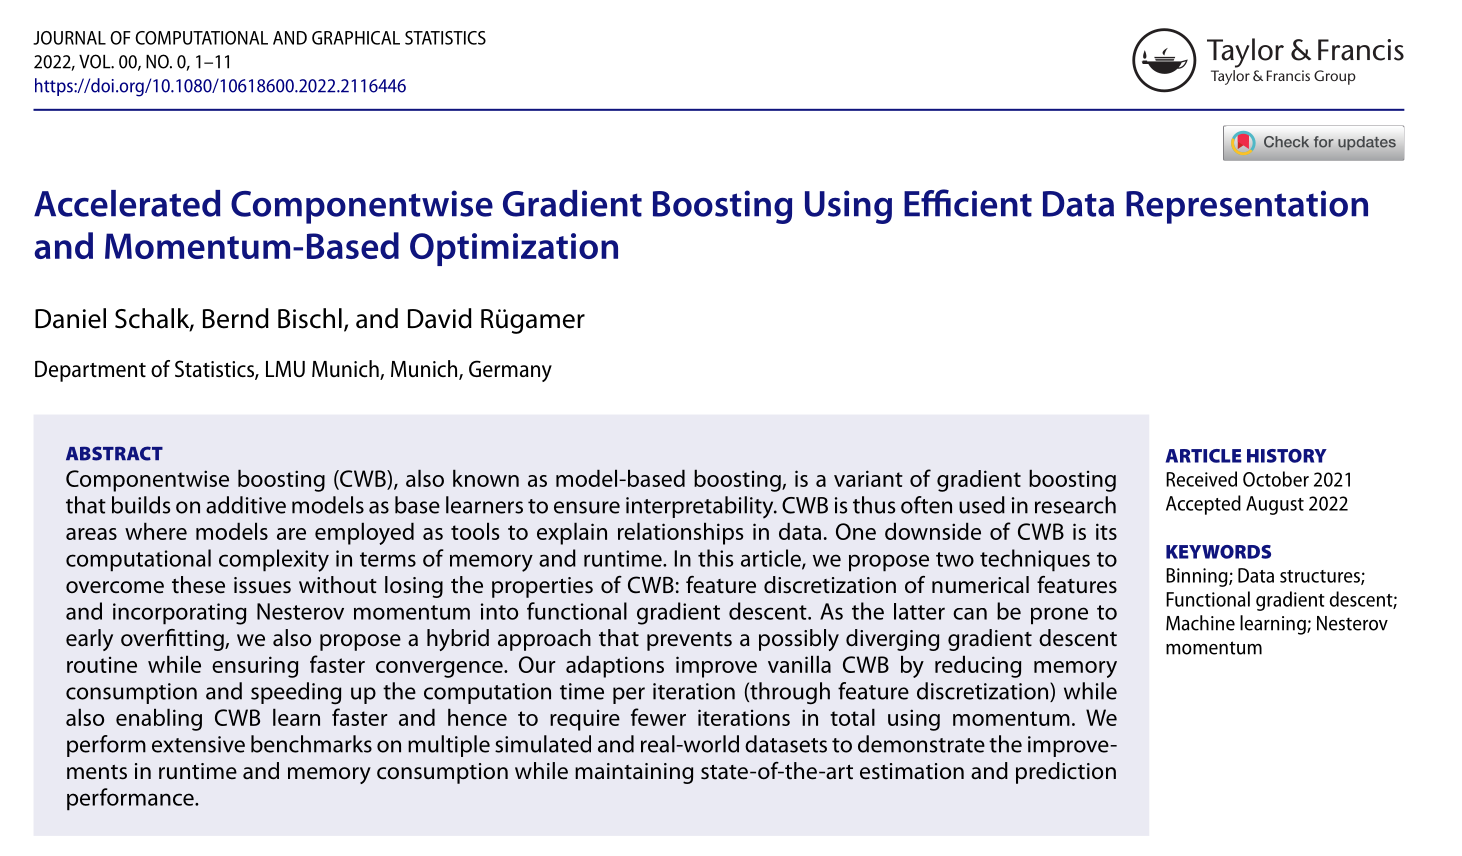 JOURNAL OF COMPUTATIONAL AND GRAPHICAL STATISTICS
2022, VOL. 00, NO. 0, 1–11
https://doi.org/10.1080/10618600.2022.2116446
Taylor & Francis
Taylor & Francis Group
Check for updates
Accelerated Componentwise Gradient Boosting Using Efficient Data Representation
and Momentum-Based Optimization
Daniel Schalk, Bernd Bischl, and David Rügamer
Department of Statistics, LMU Munich, Munich, Germany
ABSTRACT
Componentwise boosting (CWB), also known as model-based boosting, is a variant of gradient boosting
that builds on additive models as base learners to ensure interpretability. CWB is thus often used in research
areas where models are employed as tools to explain relationships in data. One downside of CWB is its
computational complexity in terms of memory and runtime. In this article, we propose two techniques to
overcome these issues without losing the properties of CWB: feature discretization of numerical features
and incorporating Nesterov momentum into functional gradient descent. As the latter can be prone to
early overfitting, we also propose a hybrid approach that prevents a possibly diverging gradient descent
routine while ensuring faster convergence. Our adaptions improve vanilla CWB by reducing memory
consumption and speeding up the computation time per iteration (through feature discretization) while
also enabling CWB learn faster and hence to require fewer iterations in total using momentum. We
perform extensive benchmarks on multiple simulated and real-world datasets to demonstrate the improve-
ments in runtime and memory consumption while maintaining state-of-the-art estimation and prediction
performance.
ARTICLE HISTORY
Received October 2021
Accepted August 2022
KEYWORDS
Binning; Data structures;
Functional gradient descent;
Machine learning; Nesterov
momentum